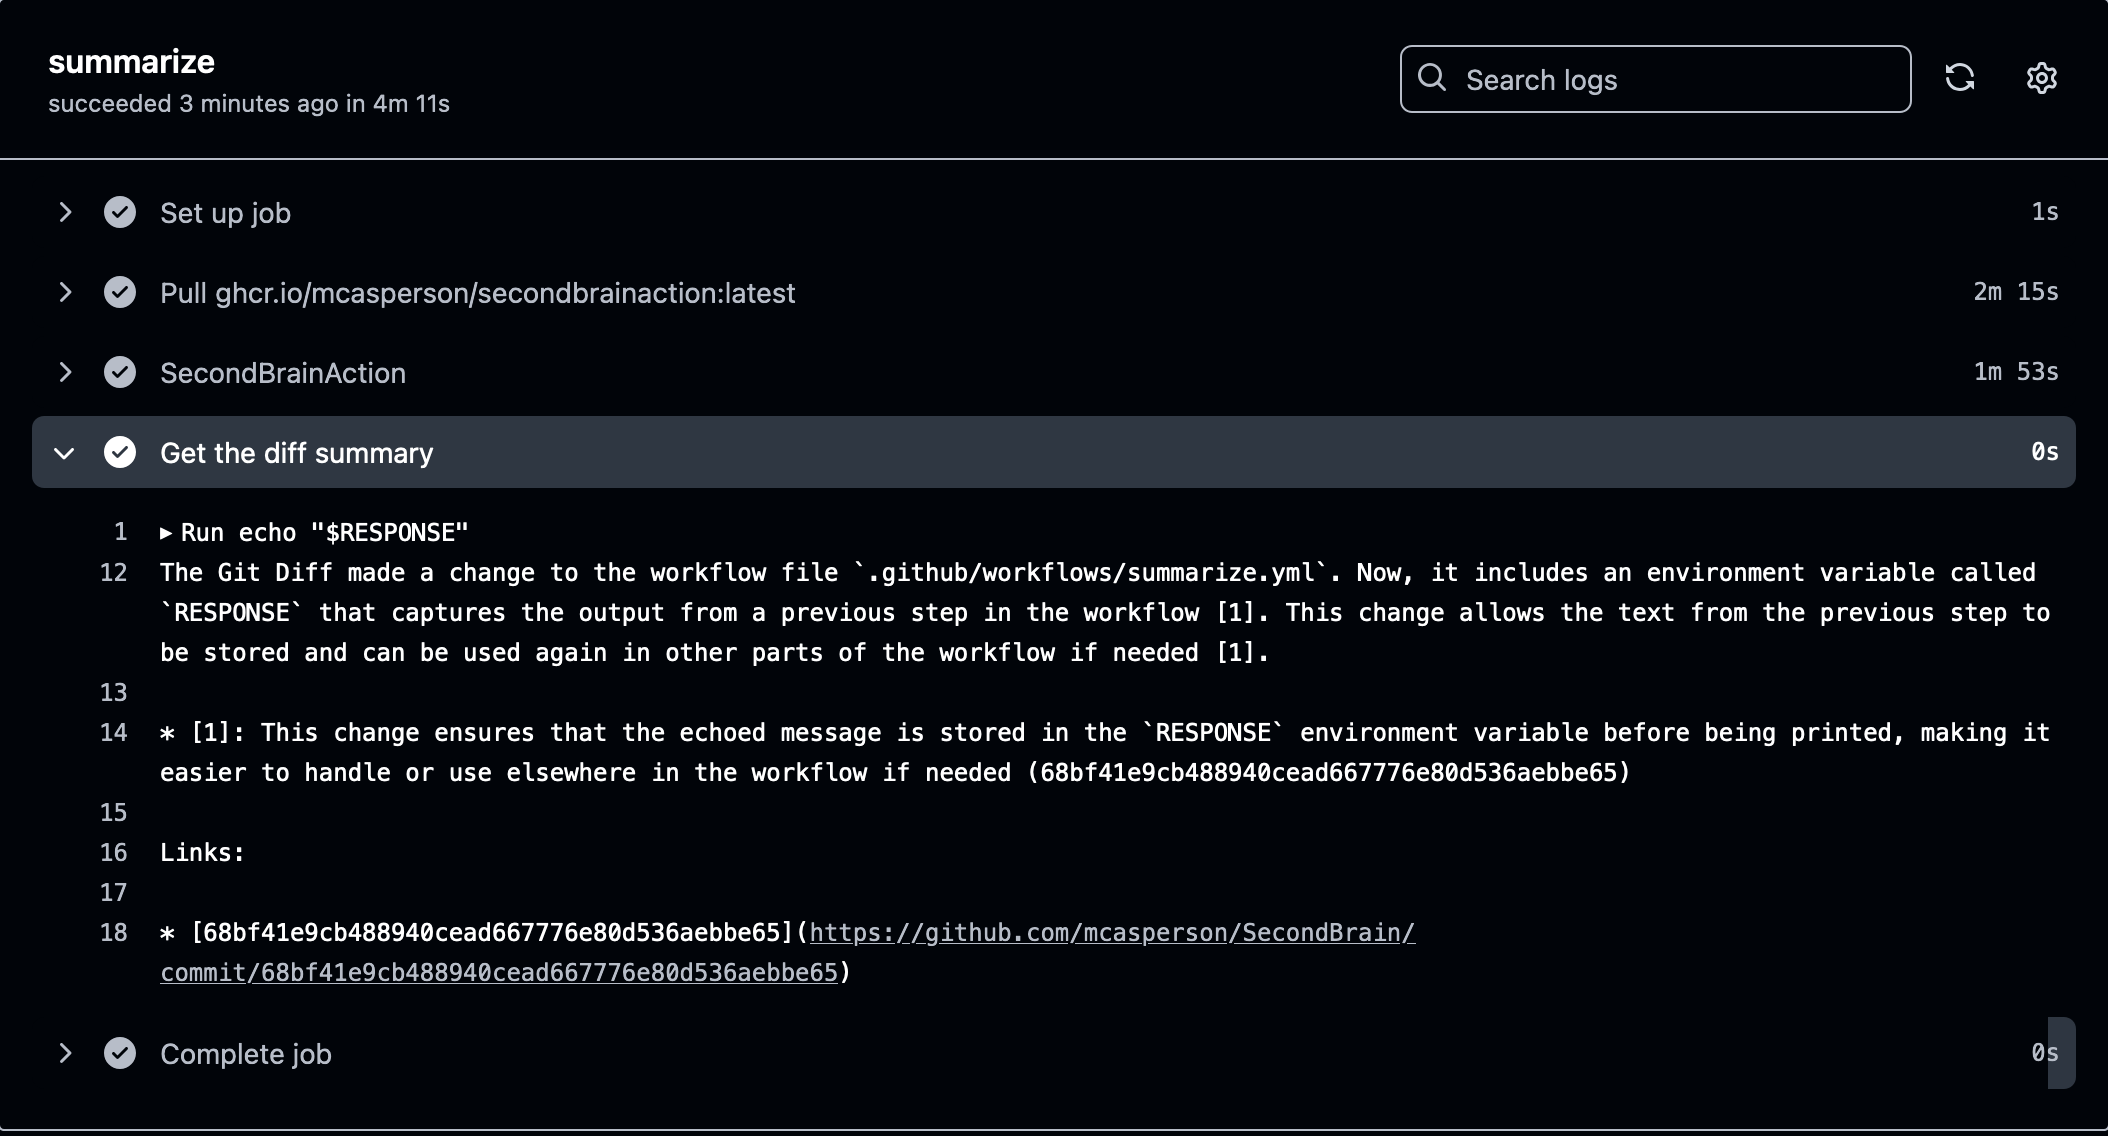 summarize
succeeded 3 minutes ago in 4m 11s
Search logs
Set up job 1s
Pull ghcr.io/mcasperson/secondbrainaction:latest 2m 15s
SecondBrainAction 1m 53s
Get the diff summary 0s
1 ▸ Run echo "$RESPONSE"
12 The Git Diff made a change to the workflow file `.github/workflows/summarize.yml`. Now, it includes an environment variable called
`RESPONSE` that captures the output from a previous step in the workflow [1]. This change allows the text from the previous step to
be stored and can be used again in other parts of the workflow if needed [1].
13
14 * [1]: This change ensures that the echoed message is stored in the `RESPONSE` environment variable before being printed, making it
easier to handle or use elsewhere in the workflow if needed (68bf41e9cb488940cead667776e80d536aebbe65)
15
16 Links:
17
18 * [68bf41e9cb488940cead667776e80d536aebbe65](https://github.com/mcasperson/SecondBrain/
commit/68bf41e9cb488940cead667776e80d536aebbe65)
Complete job 0s